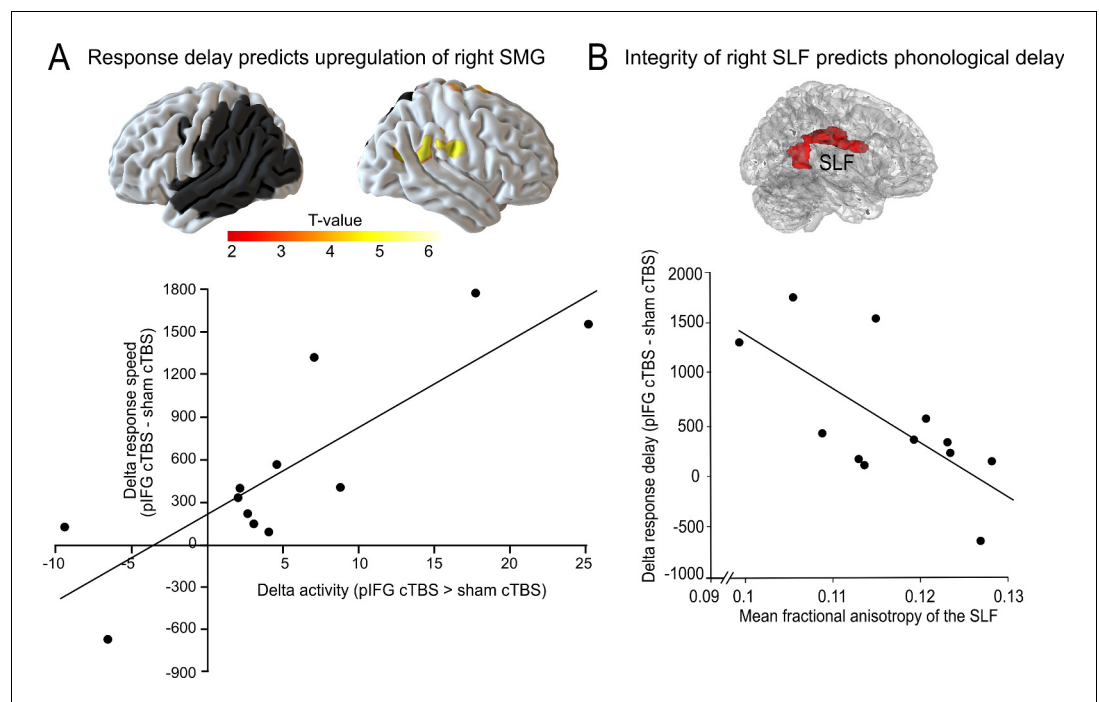 A Response delay predicts upregulation of right SMG
T-value
2 3 4 5 6
Delta response speed
(pIFG cTBS - sham cTBS)
1800
1500
1200
900
600
300
0
-300
-600
-900
-10 -5 5 10 15 20 25
Delta activity (pIFG cTBS > sham cTBS)
B Integrity of right SLF predicts phonological delay
SLF
Delta response delay (pIFG cTBS - sham cTBS)
2000
1500
1000
500
0
-500
-1000
0.09 0.1 0.11 0.12 0.13
Mean fractional anisotropy of the SLF